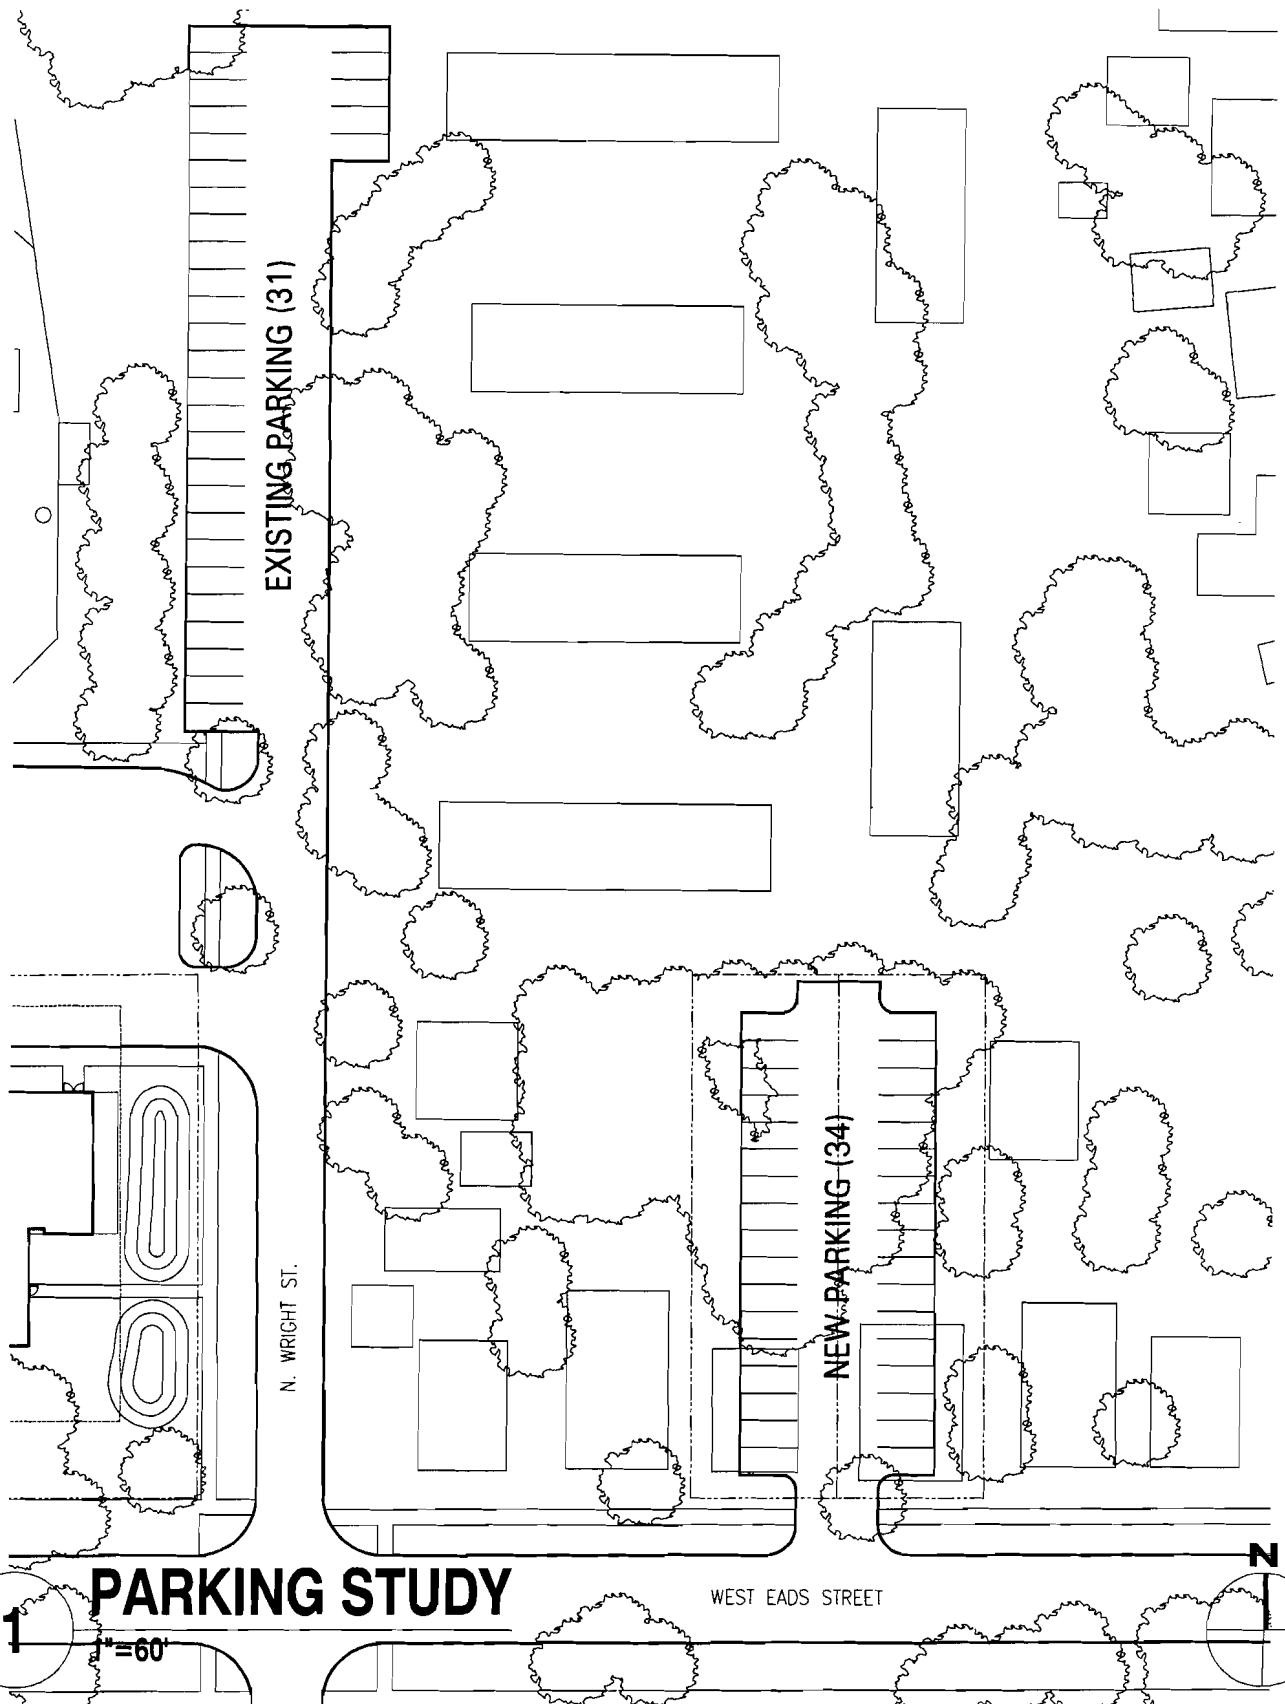 EXISTING PARKING (31)
NEW PARKING (34)
N. WRIGHT ST.
WEST EADS STREET
N
1
PARKING STUDY
1"=60'